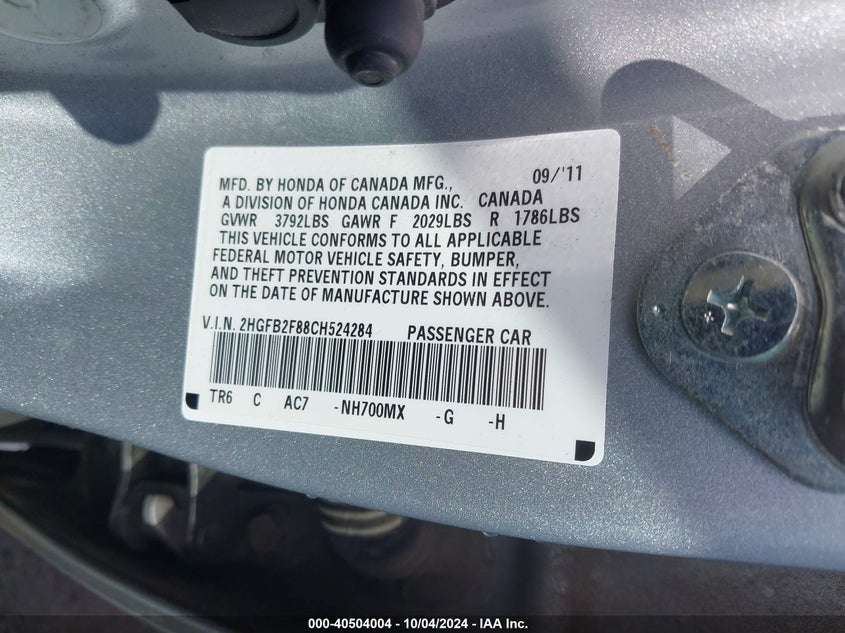 MFD. BY HONDA OF CANADA MFG., 09/'11
A DIVISION OF HONDA CANADA INC. CANADA
GVWR 3792LBS GAWR F 2029LBS R 1786LBS
THIS VEHICLE CONFORMS TO ALL APPLICABLE
FEDERAL MOTOR VEHICLE SAFETY, BUMPER,
AND THEFT PREVENTION STANDARDS IN EFFECT
ON THE DATE OF MANUFACTURE SHOWN ABOVE.
V.I.N. 2HGFB2F88CH524284 PASSENGER CAR
TR6 C AC7 -NH700MX -G -H
000-40504004 - 10/04/2024 - IAA Inc.